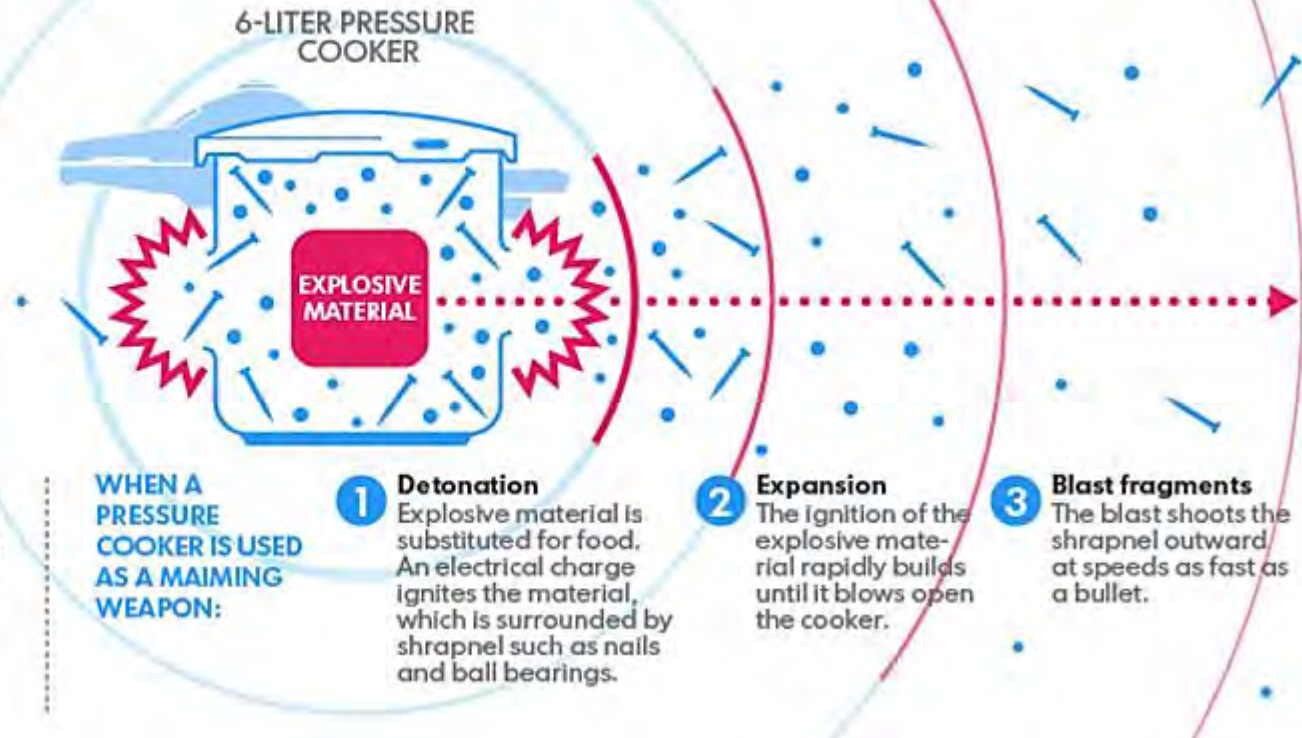 6-LITER PRESSURE
COOKER
EXPLOSIVE
MATERIAL
WHEN A
PRESSURE
COOKER IS USED
AS A MAIMING
WEAPON:
1
Detonation
Explosive material is
substituted for food.
An electrical charge
ignites the material,
which is surrounded by
shrapnel such as nails
and ball bearings.
2
Expansion
The ignition of the
explosive mate-
rial rapidly builds
until it blows open
the cooker.
3
Blast fragments
The blast shoots the
shrapnel outward
at speeds as fast as
a bullet.